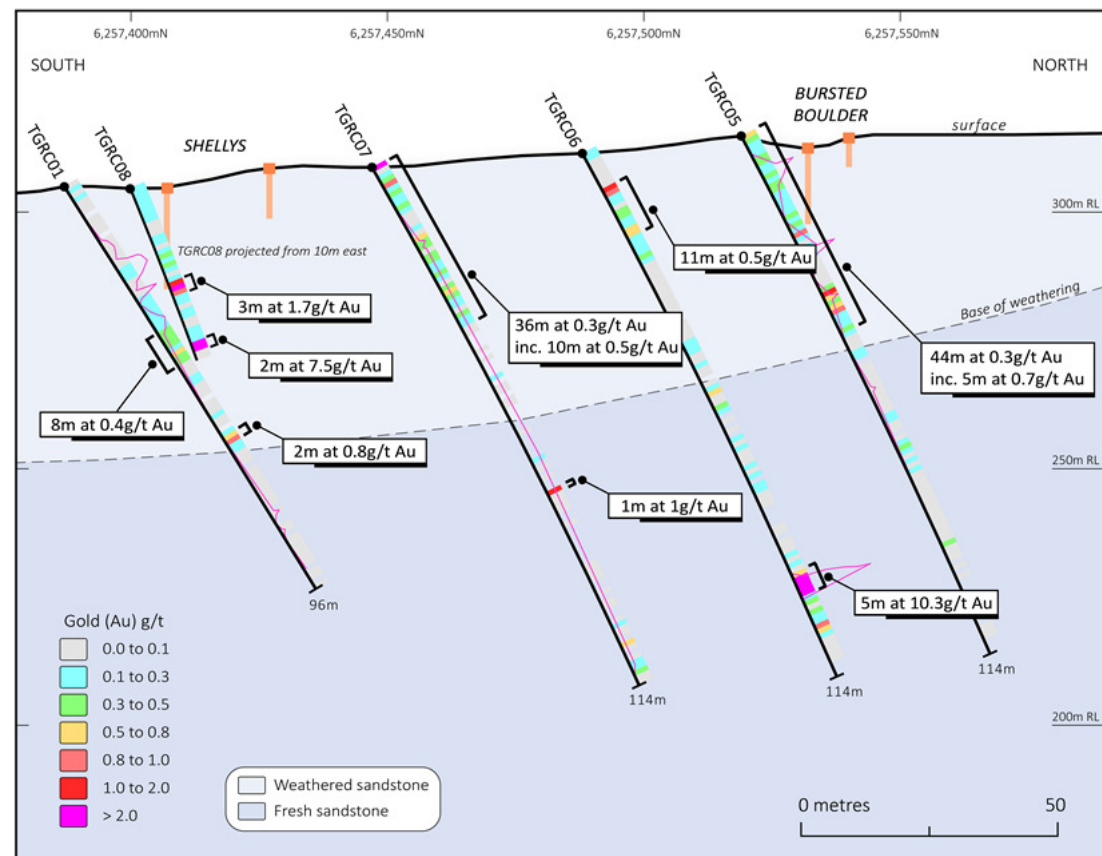 6,257,400mN
6,257,450mN
6,257,500mN
6,257,550mN
SOUTH
NORTH
TGRC01
TGRC08
SHELLYS
TGRC07
TGRC06
TGRC05
BURSTED
BOULDER
surface
300m RL
TGRC08 projected from 10m east
11m at 0.5g/t Au
3m at 1.7g/t Au
Base of weathering
36m at 0.3g/t Au
inc. 10m at 0.5g/t Au
2m at 7.5g/t Au
44m at 0.3g/t Au
inc. 5m at 0.7g/t Au
8m at 0.4g/t Au
2m at 0.8g/t Au
250m RL
1m at 1g/t Au
96m
5m at 10.3g/t Au
114m
114m
114m
200m RL
Gold (Au) g/t
0.0 to 0.1
0.1 to 0.3
0.3 to 0.5
0.5 to 0.8
0.8 to 1.0
1.0 to 2.0
> 2.0
Weathered sandstone
Fresh sandstone
0 metres
50